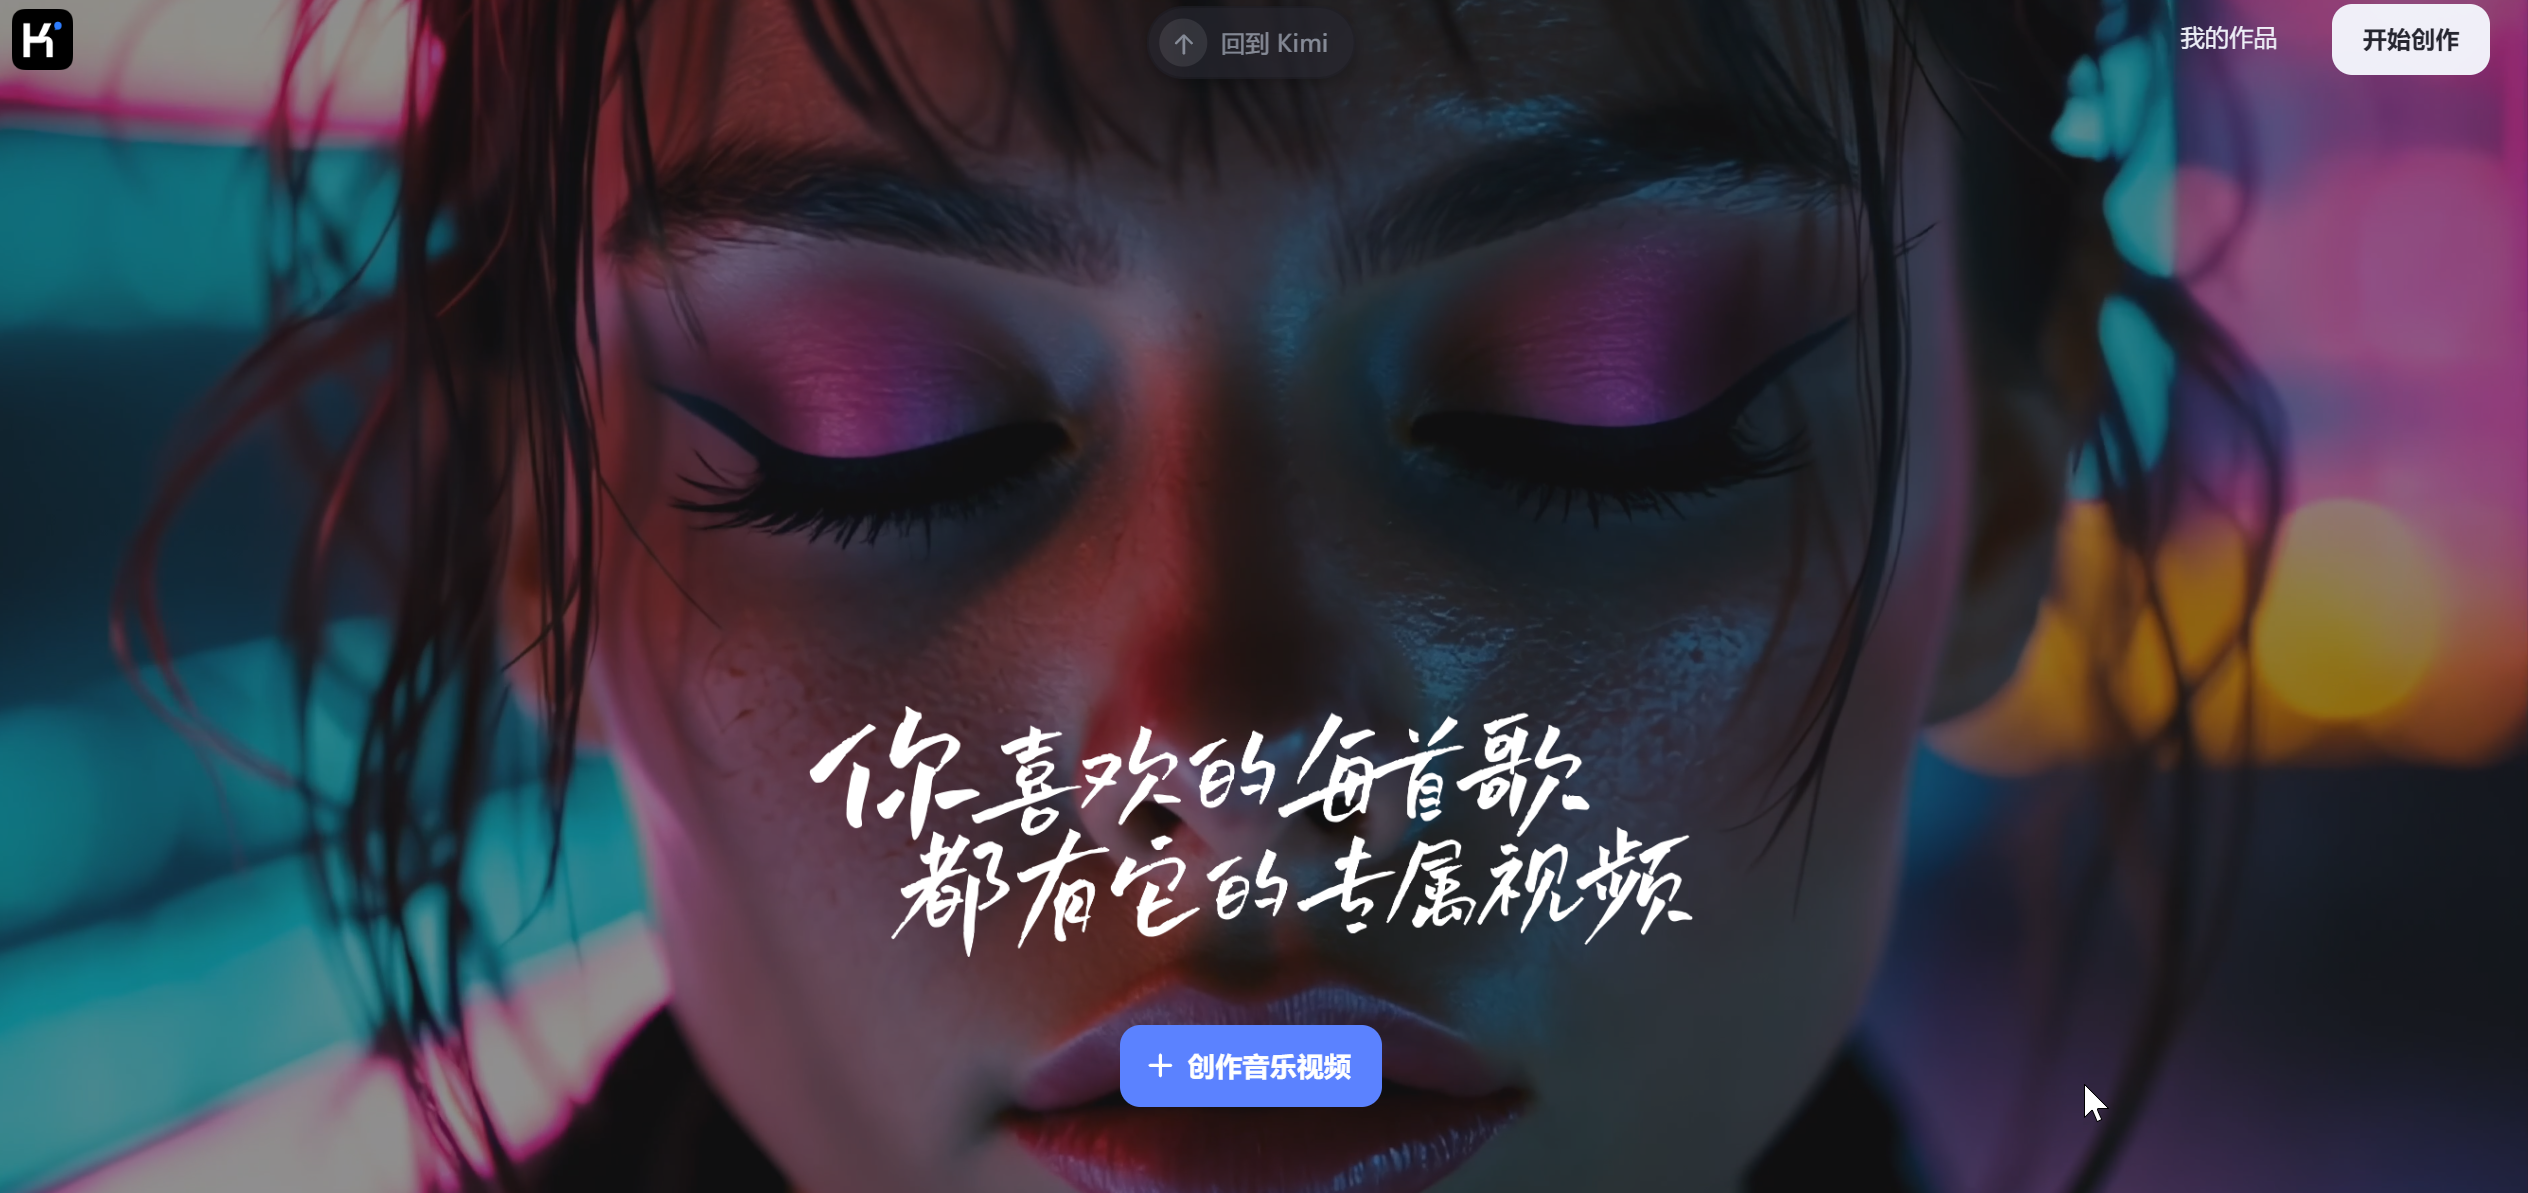 回到 Kimi
我的作品
开始创作
你喜欢的每首歌
都有它的专属视频
创作音乐视频